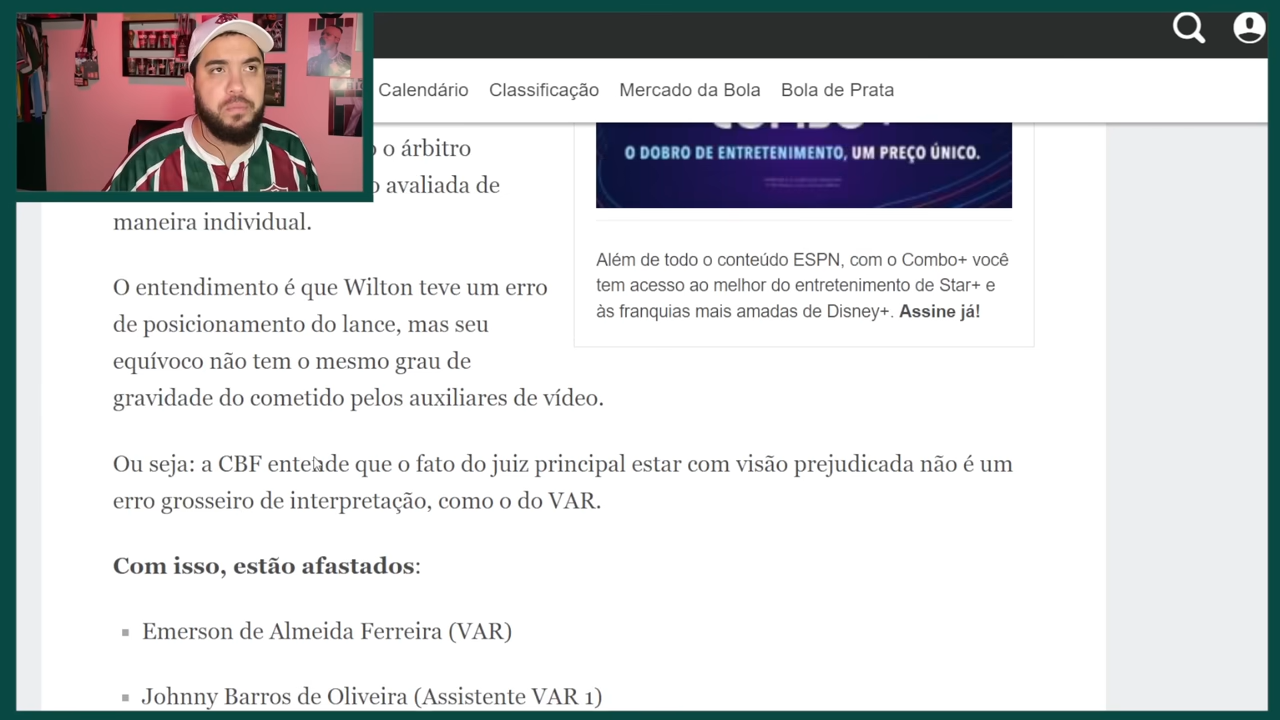 Calendário Classificação Mercado da Bola Bola de Prata
o árbitro
avaliada de
maneira individual.
O entendimento é que Wilton teve um erro
de posicionamento do lance, mas seu
equívoco não tem o mesmo grau de
gravidade do cometido pelos auxiliares de vídeo.
Ou seja: a CBF entende que o fato do juiz principal estar com visão prejudicada não é um
erro grosseiro de interpretação, como o do VAR.
Com isso, estão afastados:
Emerson de Almeida Ferreira (VAR)
Johnny Barros de Oliveira (Assistente VAR 1)
O DOBRO DE ENTRETENIMENTO, UM PREÇO ÚNICO.
Além de todo o conteúdo ESPN, com o Combo+ você
tem acesso ao melhor do entretenimento de Star+ e
às franquias mais amadas de Disney+. Assine já!